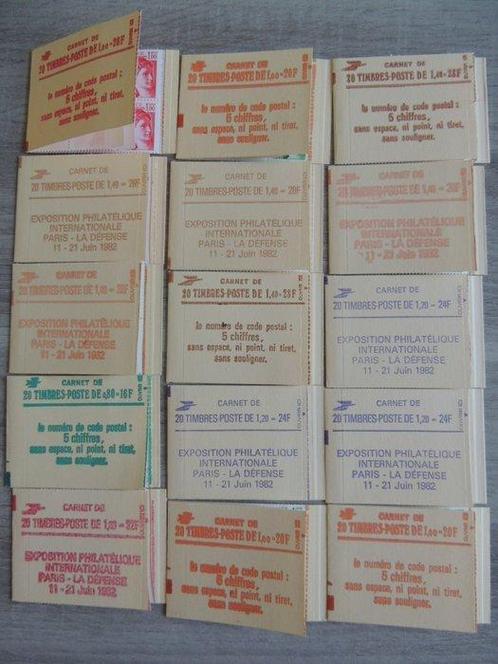 CARNET DE
20 TIMBRES-POSTE DE 1,00=20F
le numéro de code postal :
5 chiffres,
sans espace, ni point, ni tiret,
sans souligner.
CARNET DE
20 TIMBRES-POSTE DE 1,00=20F
le numéro de code postal :
5 chiffres,
sans espace, ni point, ni tiret,
sans souligner.
CARNET DE
20 TIMBRES-POSTE DE 1,40=28F
le numéro de code postal :
5 chiffres,
sans espace, ni point, ni tiret,
sans souligner.
CARNET DE
20 TIMBRES-POSTE DE 1,40 = 28F
EXPOSITION PHILATÉLIQUE
INTERNATIONALE
PARIS - LA DÉFENSE
11 - 21 Juin 1982
CARNET DE
20 TIMBRES-POSTE DE 1,40 = 28F
EXPOSITION PHILATÉLIQUE
INTERNATIONALE
PARIS - LA DÉFENSE
11 - 21 Juin 1982
CARNET DE
20 TIMBRES-POSTE DE 1,40 = 28F
EXPOSITION PHILATÉLIQUE
INTERNATIONALE
PARIS - LA DÉFENSE
11 - 21 Juin 1982
CARNET DE
20 TIMBRES-POSTE DE 1,40 = 28F
EXPOSITION PHILATÉLIQUE
INTERNATIONALE
PARIS - LA DÉFENSE
11 - 21 Juin 1982
CARNET DE
20 TIMBRES-POSTE DE 1,40=28F
le numéro de code postal :
5 chiffres,
sans espace, ni point, ni tiret,
sans souligner.
CARNET DE
20 TIMBRES-POSTE DE 1,20 = 24F
EXPOSITION PHILATÉLIQUE
INTERNATIONALE
PARIS - LA DÉFENSE
11 - 21 Juin 1982
CARNET DE
20 TIMBRES-POSTE DE 0,80=16F
le numéro de code postal :
5 chiffres,
sans espace, ni point, ni tiret,
sans souligner.
CARNET DE
20 TIMBRES-POSTE DE 1,20 = 24F
EXPOSITION PHILATÉLIQUE
INTERNATIONALE
PARIS - LA DÉFENSE
11 - 21 Juin 1982
CARNET DE
20 TIMBRES-POSTE DE 1,20 = 24F
EXPOSITION PHILATÉLIQUE
INTERNATIONALE
PARIS - LA DÉFENSE
11 - 21 Juin 1982
CARNET DE
20 TIMBRES-POSTE DE
EXPOSITION PHILATÉLIQUE
INTERNATIONALE
PARIS - LA DÉFENSE
11 - 21 Juin 1982
CARNET DE
20 TIMBRES-POSTE DE 1,00=20F
le numéro de code postal :
5 chiffres,
sans espace, ni point, ni tiret,
sans souligner.
CARNET DE
20 TIMBRES-POSTE DE 1,00=20F
le numéro de code postal :
5 chiffres,
sans espace, ni point, ni tiret,
sans souligner.